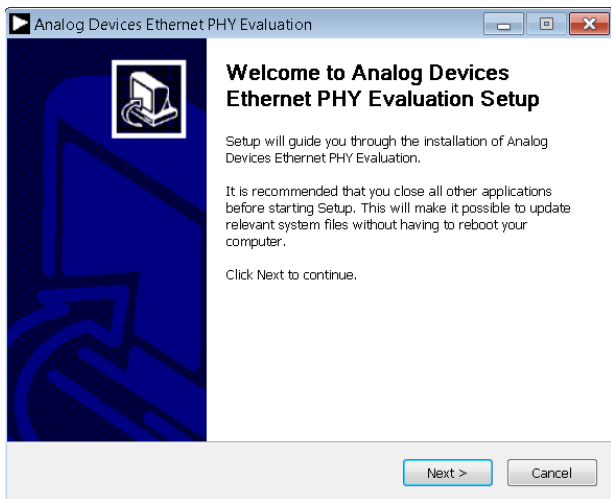 Analog Devices Ethernet PHY Evaluation
Welcome to Analog Devices
Ethernet PHY Evaluation Setup
Setup will guide you through the installation of Analog
Devices Ethernet PHY Evaluation.
It is recommended that you close all other applications
before starting Setup. This will make it possible to update
relevant system files without having to reboot your
computer.
Click Next to continue.
Next >
Cancel